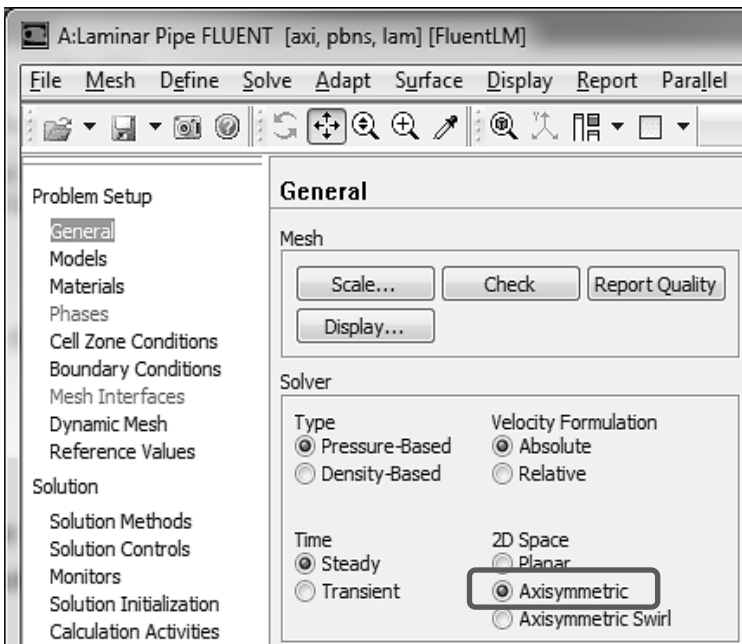 A:Laminar Pipe FLUENT [axi, pbns, lam] [FluentLM]
File Mesh Define Solve Adapt Surface Display Report Parallel
Problem Setup
General
Models
Materials
Phases
Cell Zone Conditions
Boundary Conditions
Mesh Interfaces
Dynamic Mesh
Reference Values
Solution
Solution Methods
Solution Controls
Monitors
Solution Initialization
Calculation Activities
General
Mesh
Scale... Check Report Quality
Display...
Solver
Type
Pressure-Based
Density-Based
Velocity Formulation
Absolute
Relative
Time
Steady
Transient
2D Space
Planar
Axisymmetric
Axisymmetric Swirl